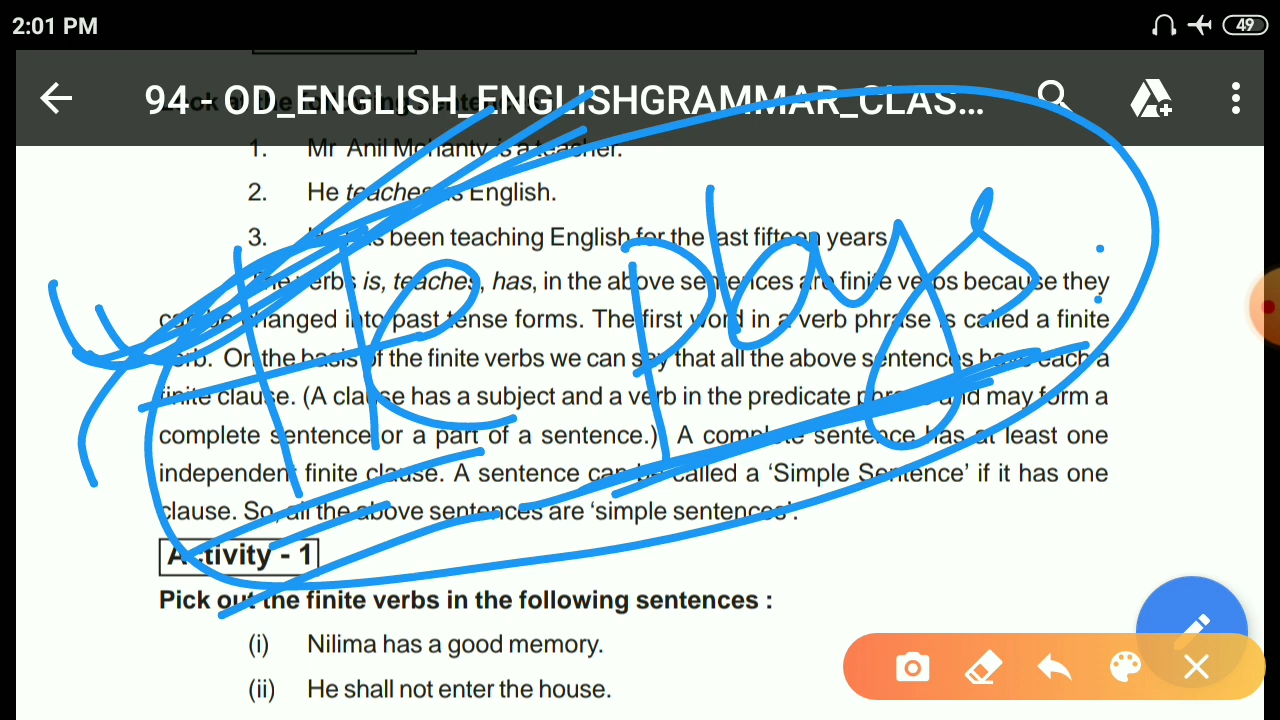 2:01 PM
49
94 - OD_ENGLISH_ENGLISHGRAMMAR_CLAS...
1. Mr Anil Mohanty is a teacher.
2. He teaches us English.
3. He has been teaching English for the last fifteen years.
The verbs is, teaches, has, in the above sentences are finite verbs because they
can be changed into past tense forms. The first word in a verb phrase is called a finite
verb. On the basis of the finite verbs we can say that all the above sentences have each a
finite clause. (A clause has a subject and a verb in the predicate phrase and may form a
complete sentence or a part of a sentence.) A complete sentence has at least one
independent finite clause. A sentence can be called a ‘Simple Sentence’ if it has one
clause. So, all the above sentences are ‘simple sentences’.
He plays
Activity - 1
Pick out the finite verbs in the following sentences :
(i) Nilima has a good memory.
(ii) He shall not enter the house.